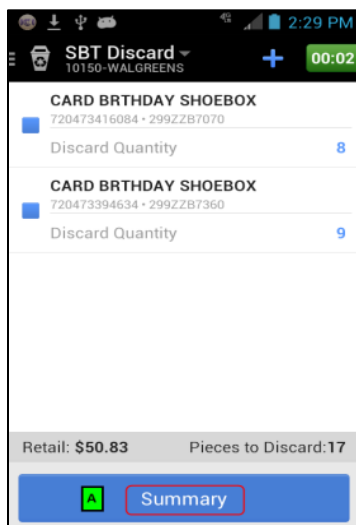 4G 2:29 PM
SBT Discard
10150-WALGREENS
00:02
CARD BRTHDAY SHOEBOX
720473416084 • 299ZZB7070
Discard Quantity 8
CARD BRTHDAY SHOEBOX
720473394634 • 299ZZB7360
Discard Quantity 9
Retail: $50.83 Pieces to Discard:17
A Summary